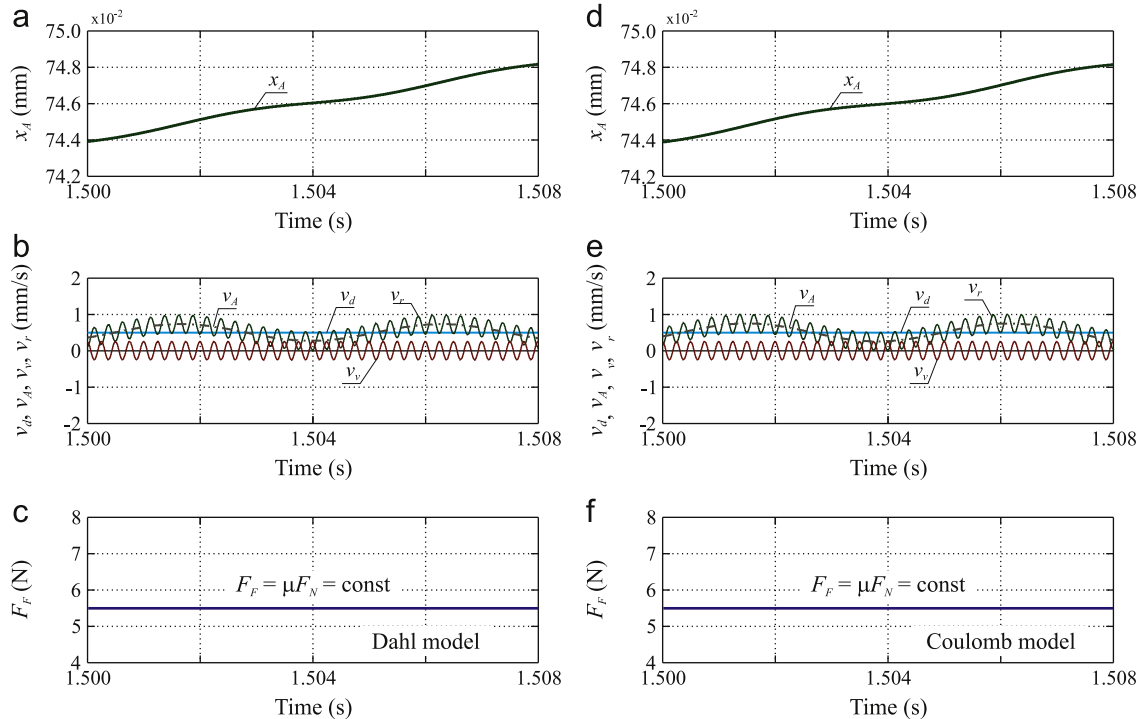 a
x10⁻²
75.0
74.8
74.6
74.4
74.2
x_A (mm)
x_A
1.500
1.504
1.508
Time (s)
d
x10⁻²
75.0
74.8
74.6
74.4
74.2
x_A (mm)
x_A
1.500
1.504
1.508
Time (s)
b
2
1
0
-1
-2
v_d, v_A, v_v, v_r (mm/s)
v_A
v_d
v_r
v_v
1.500
1.504
1.508
Time (s)
e
2
1
0
-1
-2
v_d, v_A, v_v v_r (mm/s)
v_A
v_d
v_r
v_v
1.500
1.504
1.508
Time (s)
c
8
7
6
5
4
F_F (N)
F_F = μF_N = const
Dahl model
1.500
1.504
1.508
Time (s)
f
8
7
6
5
4
F_F (N)
F_F = μF_N = const
Coulomb model
1.500
1.504
1.508
Time (s)